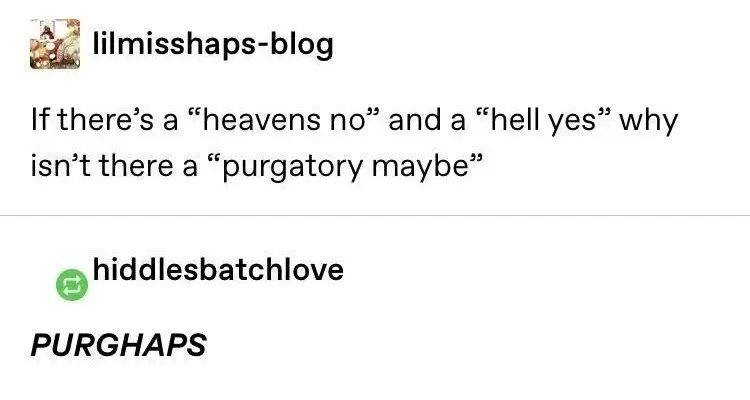 lilmisshaps-blog
If there’s a “heavens no” and a “hell yes” why
isn’t there a “purgatory maybe”
hiddlesbatchlove
PURGHAPS